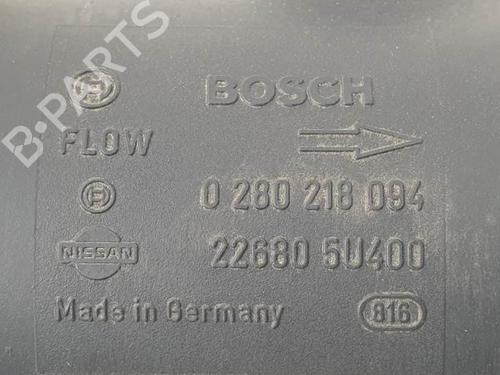 BOSCH
FLOW
0 280 218 094
NISSAN 22680 5U400
Made in Germany 816
B-PARTS